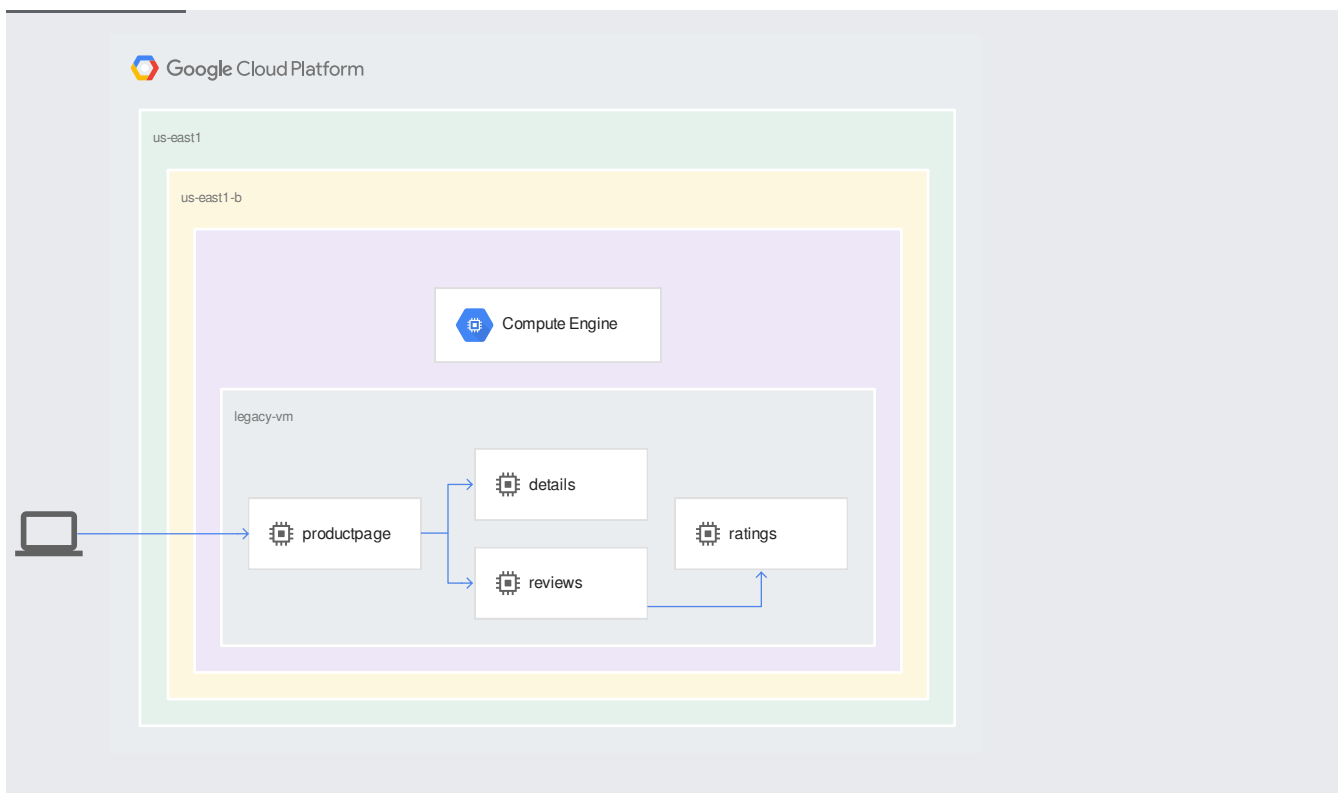 Google Cloud Platform
us-east1
us-east1-b
Compute Engine
legacy-vm
details
productpage
ratings
reviews